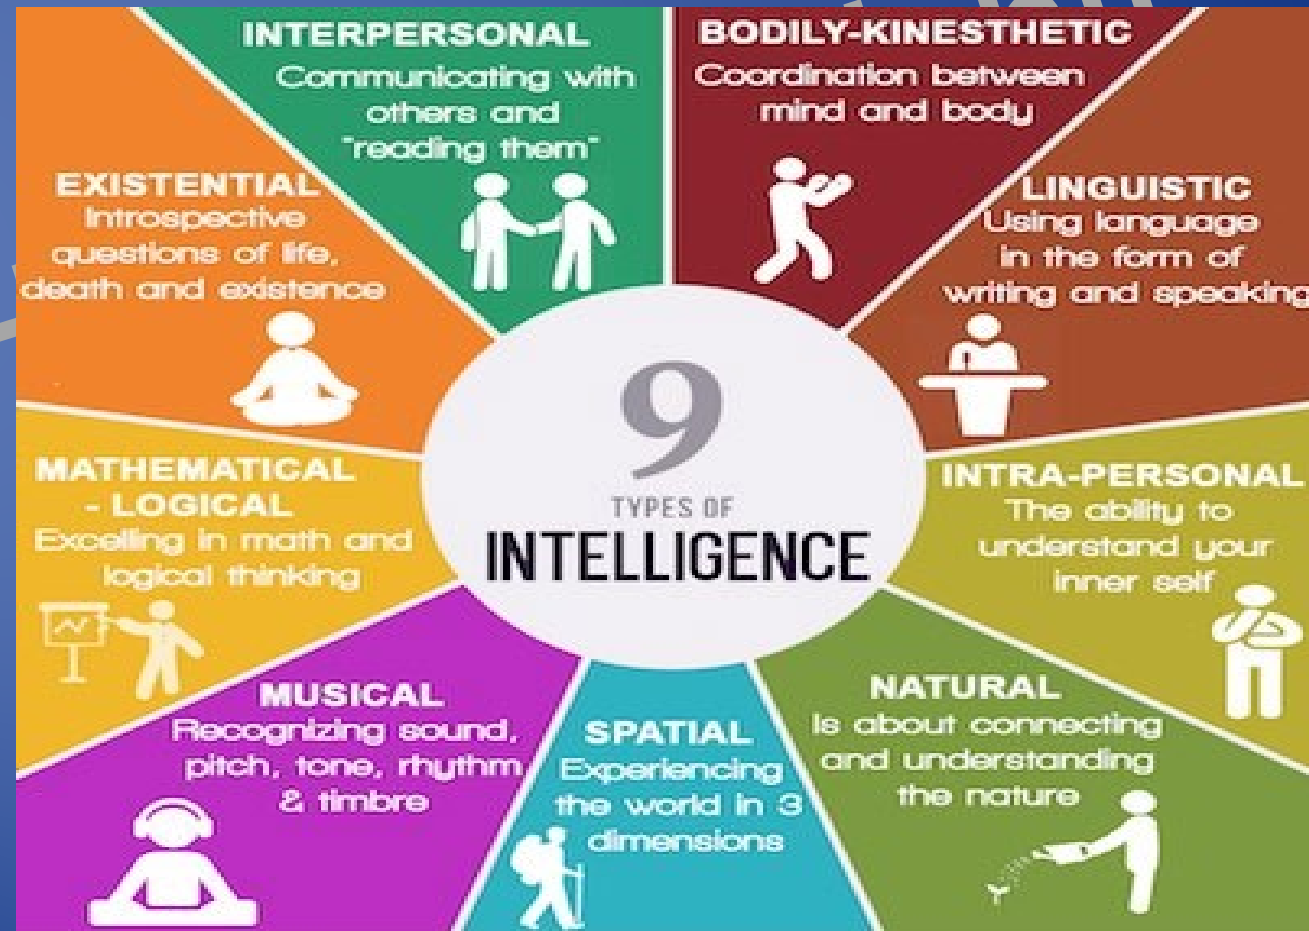 INTERPERSONAL
Communicating with
others and
"reading them"
BODILY-KINESTHETIC
Coordination between
mind and body
LINGUISTIC
Using language
in the form of
writing and speaking
INTRA-PERSONAL
The ability to
understand your
inner self
NATURAL
Is about connecting
and understanding
the nature
SPATIAL
Experiencing
the world in 3
dimensions
MUSICAL
Recognizing sound,
pitch, tone, rhythm
& timbre
MATHEMATICAL
- LOGICAL
Excelling in math and
logical thinking
EXISTENTIAL
Introspective
questions of life,
death and existence
9
TYPES OF
INTELLIGENCE